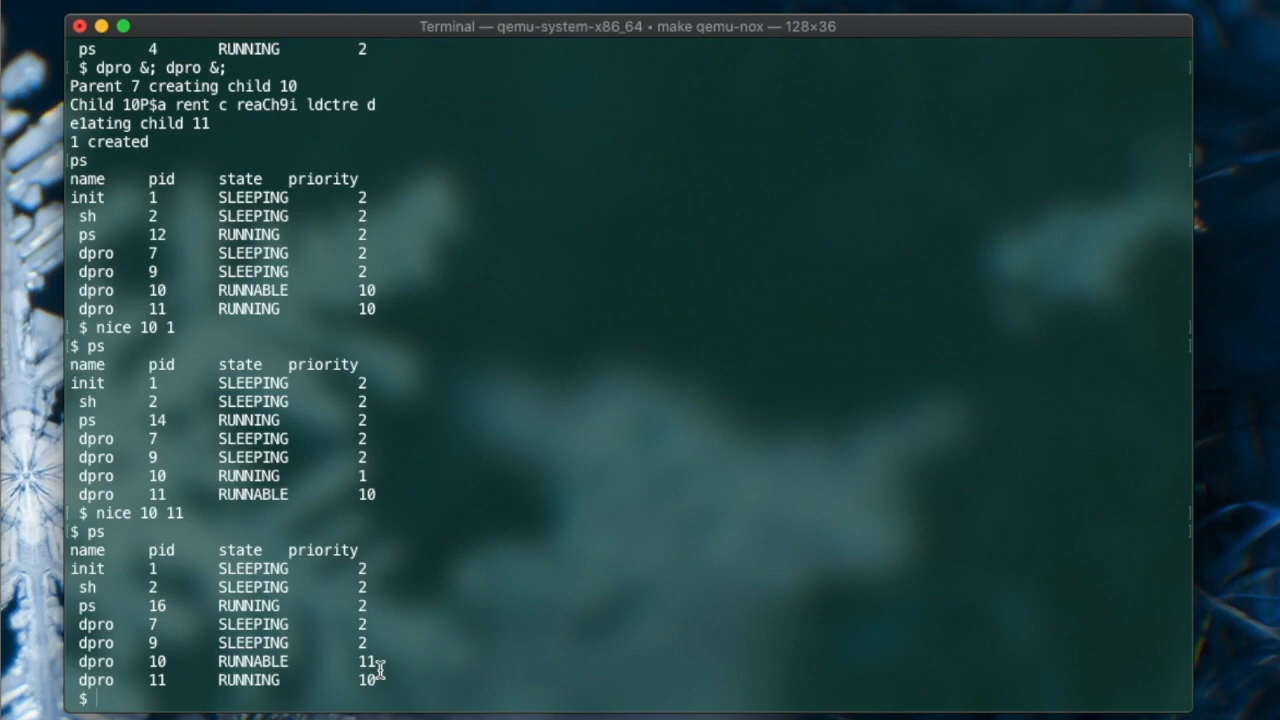 Terminal — qemu-system-x86_64 • make qemu-nox — 128×36
ps 4 RUNNING 2
[ $ dpro &; dpro &; ]
Parent 7 creating child 10
Child 10P$a rent c reaCh9i ldctre d
e1ating child 11
1 created
[ps ]
name pid state priority
init 1 SLEEPING 2
sh 2 SLEEPING 2
ps 12 RUNNING 2
dpro 7 SLEEPING 2
dpro 9 SLEEPING 2
dpro 10 RUNNABLE 10
dpro 11 RUNNING 10
[ $ nice 10 1 ]
[$ ps ]
name pid state priority
init 1 SLEEPING 2
sh 2 SLEEPING 2
ps 14 RUNNING 2
dpro 7 SLEEPING 2
dpro 9 SLEEPING 2
dpro 10 RUNNING 1
dpro 11 RUNNABLE 10
[ $ nice 10 11 ]
[$ ps ]
name pid state priority
init 1 SLEEPING 2
sh 2 SLEEPING 2
ps 16 RUNNING 2
dpro 7 SLEEPING 2
dpro 9 SLEEPING 2
dpro 10 RUNNABLE 11
dpro 11 RUNNING 10
$